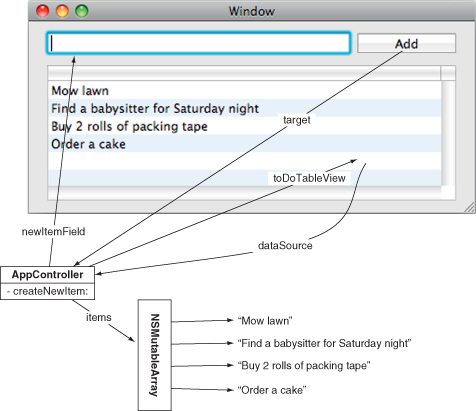 Window
Add
Mow lawn
Find a babysitter for Saturday night
Buy 2 rolls of packing tape
Order a cake
target
toDoTableView
newItemField
dataSource
AppController
- createNewItem:
items
NSMutableArray
“Mow lawn”
“Find a babysitter for Saturday night”
“Buy 2 rolls of packing tape”
“Order a cake”